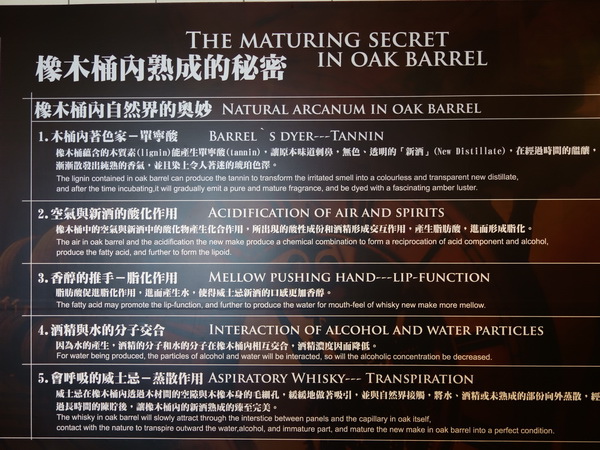 THE MATURING SECRET
橡木桶內熟成的秘密 IN OAK BARREL
橡木桶內自然界的奧妙 NATURAL ARCANUM IN OAK BARREL
1. 木桶內著色家－單寧酸 BARREL`S DYER---TANNIN
橡木桶蘊含的木質素(lignin)能產生單寧酸(tannin)，讓原本味道刺鼻，無色、透明的「新酒」(New Distillate)，在經過時間的醞釀，
漸漸散發出純熟的香氣，並且染上令人著迷的琥珀色澤。
The lignin contained in oak barrel can produce the tannin to transform the irritated smell into a colourless and transparent new distillate,
and after the time incubating,it will gradually emit a pure and mature fragrance, and be dyed with a fascinating amber luster.
2. 空氣與新酒的酸化作用 ACIDIFICATION OF AIR AND SPIRITS
橡木桶中的空氣與新酒中的酸化物產生化合作用，所出現的酸性成份和酒精形成交互作用，產生脂肪酸，進而形成脂化。
The air in oak barrel and the acidification the new make produce a chemical combination to form a reciprocation of acid component and alcohol,
produce the fatty acid, and further to form the lipoid.
3. 香醇的推手－脂化作用 MELLOW PUSHING HAND---LIP-FUNCTION
脂肪酸促進脂化作用，進而產生水，使得威士忌新酒的口感更加香醇。
The fatty acid may promote the lip-function, and further to produce the water for mouth-feel of whisky new make more mellow.
4. 酒精與水的分子交合 INTERACTION OF ALCOHOL AND WATER PARTICLES
因為水的產生，酒精的分子和水的分子在橡木桶內相互交合，酒精濃度因而降低。
For water being produced, the particles of alcohol and water will be interacted, so will the alcoholic concentration be decreased.
5. 會呼吸的威士忌－蒸散作用 ASPIRATORY WHISKY--- TRANSPIRATION
威士忌在橡木桶內透過木材間的空隙與木橡本身的毛細孔，緩緩地做著吸引，並與自然界接觸，將水、酒精或未熟成的部份向外蒸散，經
過長時間的陳貯後，讓橡木桶內的新酒熟成的臻至完美。
The whisky in oak barrel will slowly attract through the interstice between panels and the capillary in oak itself,
contact with the nature to transpire outward the water,alcohol, and immature part, and mature the new make in oak barrel into a perfect condition.